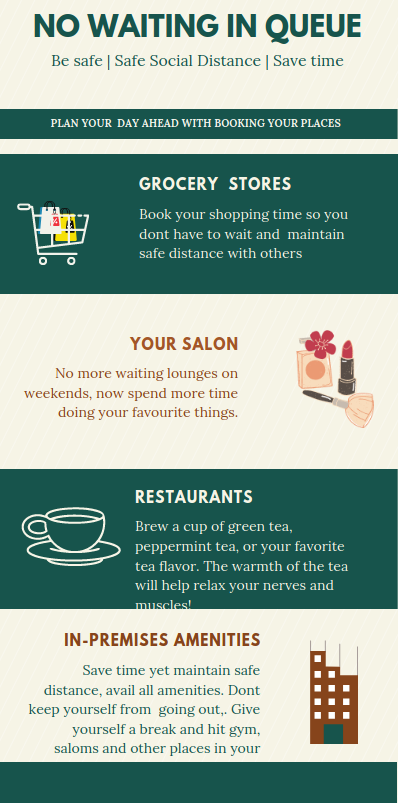 NO WAITING IN QUEUE
Be safe | Safe Social Distance | Save time
PLAN YOUR DAY AHEAD WITH BOOKING YOUR PLACES
GROCERY STORES
Book your shopping time so you
dont have to wait and maintain
safe distance with others
YOUR SALON
No more waiting lounges on
weekends, now spend more time
doing your favourite things.
RESTAURANTS
Brew a cup of green tea,
peppermint tea, or your favorite
tea flavor. The warmth of the tea
will help relax your nerves and
muscles!
IN-PREMISES AMENITIES
Save time yet maintain safe
distance, avail all amenities. Dont
keep yourself from going out,. Give
yourself a break and hit gym,
saloms and other places in your